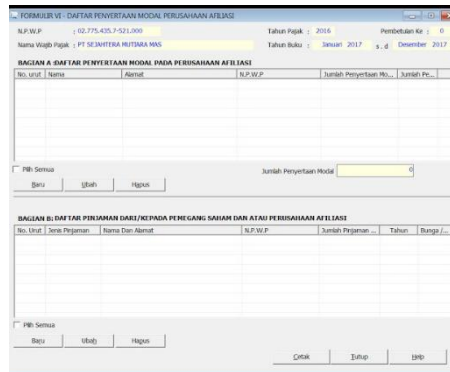 FORMULIR VI - DAFTAR PENYERTAAN MODAL PERUSAHAAN AFILIASI
N.P.W.P : 02.775.435.7-521.000 Tahun Pajak : 2016 Pembetulan Ke : 0
Nama Wajib Pajak : PT SEJAHTERA MUTIARA MAS Tahun Buku : Januari 2017 s.d Desember 2017
BAGIAN A :DAFTAR PENYERTAAN MODAL PADA PERUSAHAAN AFILIASI
No. urut Nama Alamat N.P.W.P Jumlah Penyertaan Mo... Jumlah Pe...
Pilih Semua Jumlah Penyertaan Modal 0
Baru Ubah Hapus
BAGIAN B: DAFTAR PINJAMAN DARI/KEPADA PEMEGANG SAHAM DAN ATAU PERUSAHAAN AFILIASI
No. Urut Jenis Pinjaman Nama Dan Alamat N.P.W.P Jumlah Pinjaman ... Tahun Bunga /...
Pilih Semua
Baru Ubah Hapus
Cetak Tutup Help